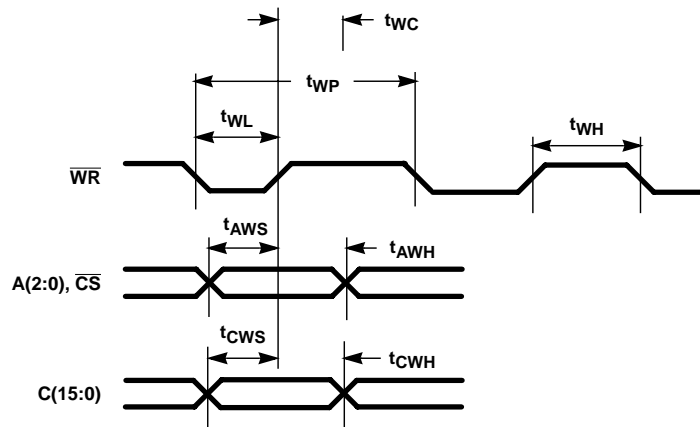 tWC
tWP
tWL
tWH
WR
tAWS
tAWH
A(2:0), CS
tCWS
tCWH
C(15:0)